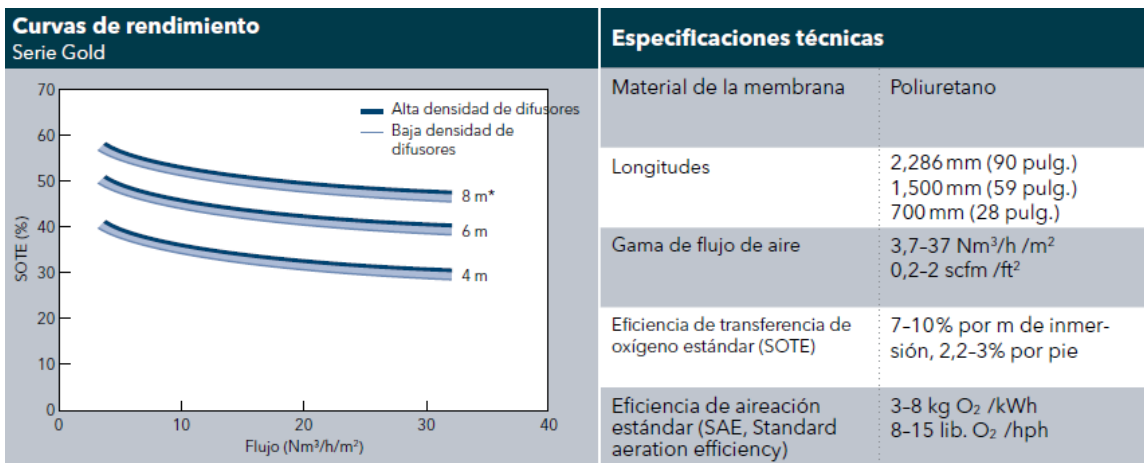 Curvas de rendimiento
Serie Gold
70
60
50
40
30
20
10
0
SOTE (%)
Alta densidad de difusores
Baja densidad de
difusores
8 m*
6 m
4 m
0
10
20
30
40
Flujo (Nm³/h/m²)
Especificaciones técnicas
Material de la membrana
Poliuretano
Longitudes
2,286 mm (90 pulg.)
1,500 mm (59 pulg.)
700 mm (28 pulg.)
Gama de flujo de aire
3,7–37 Nm³/h /m²
0,2–2 scfm /ft²
Eficiencia de transferencia de
oxígeno estándar (SOTE)
7–10% por m de inmer-
sión, 2,2–3% por pie
Eficiencia de aireación
estándar (SAE, Standard
aeration efficiency)
3–8 kg O₂ /kWh
8–15 lib. O₂ /hph